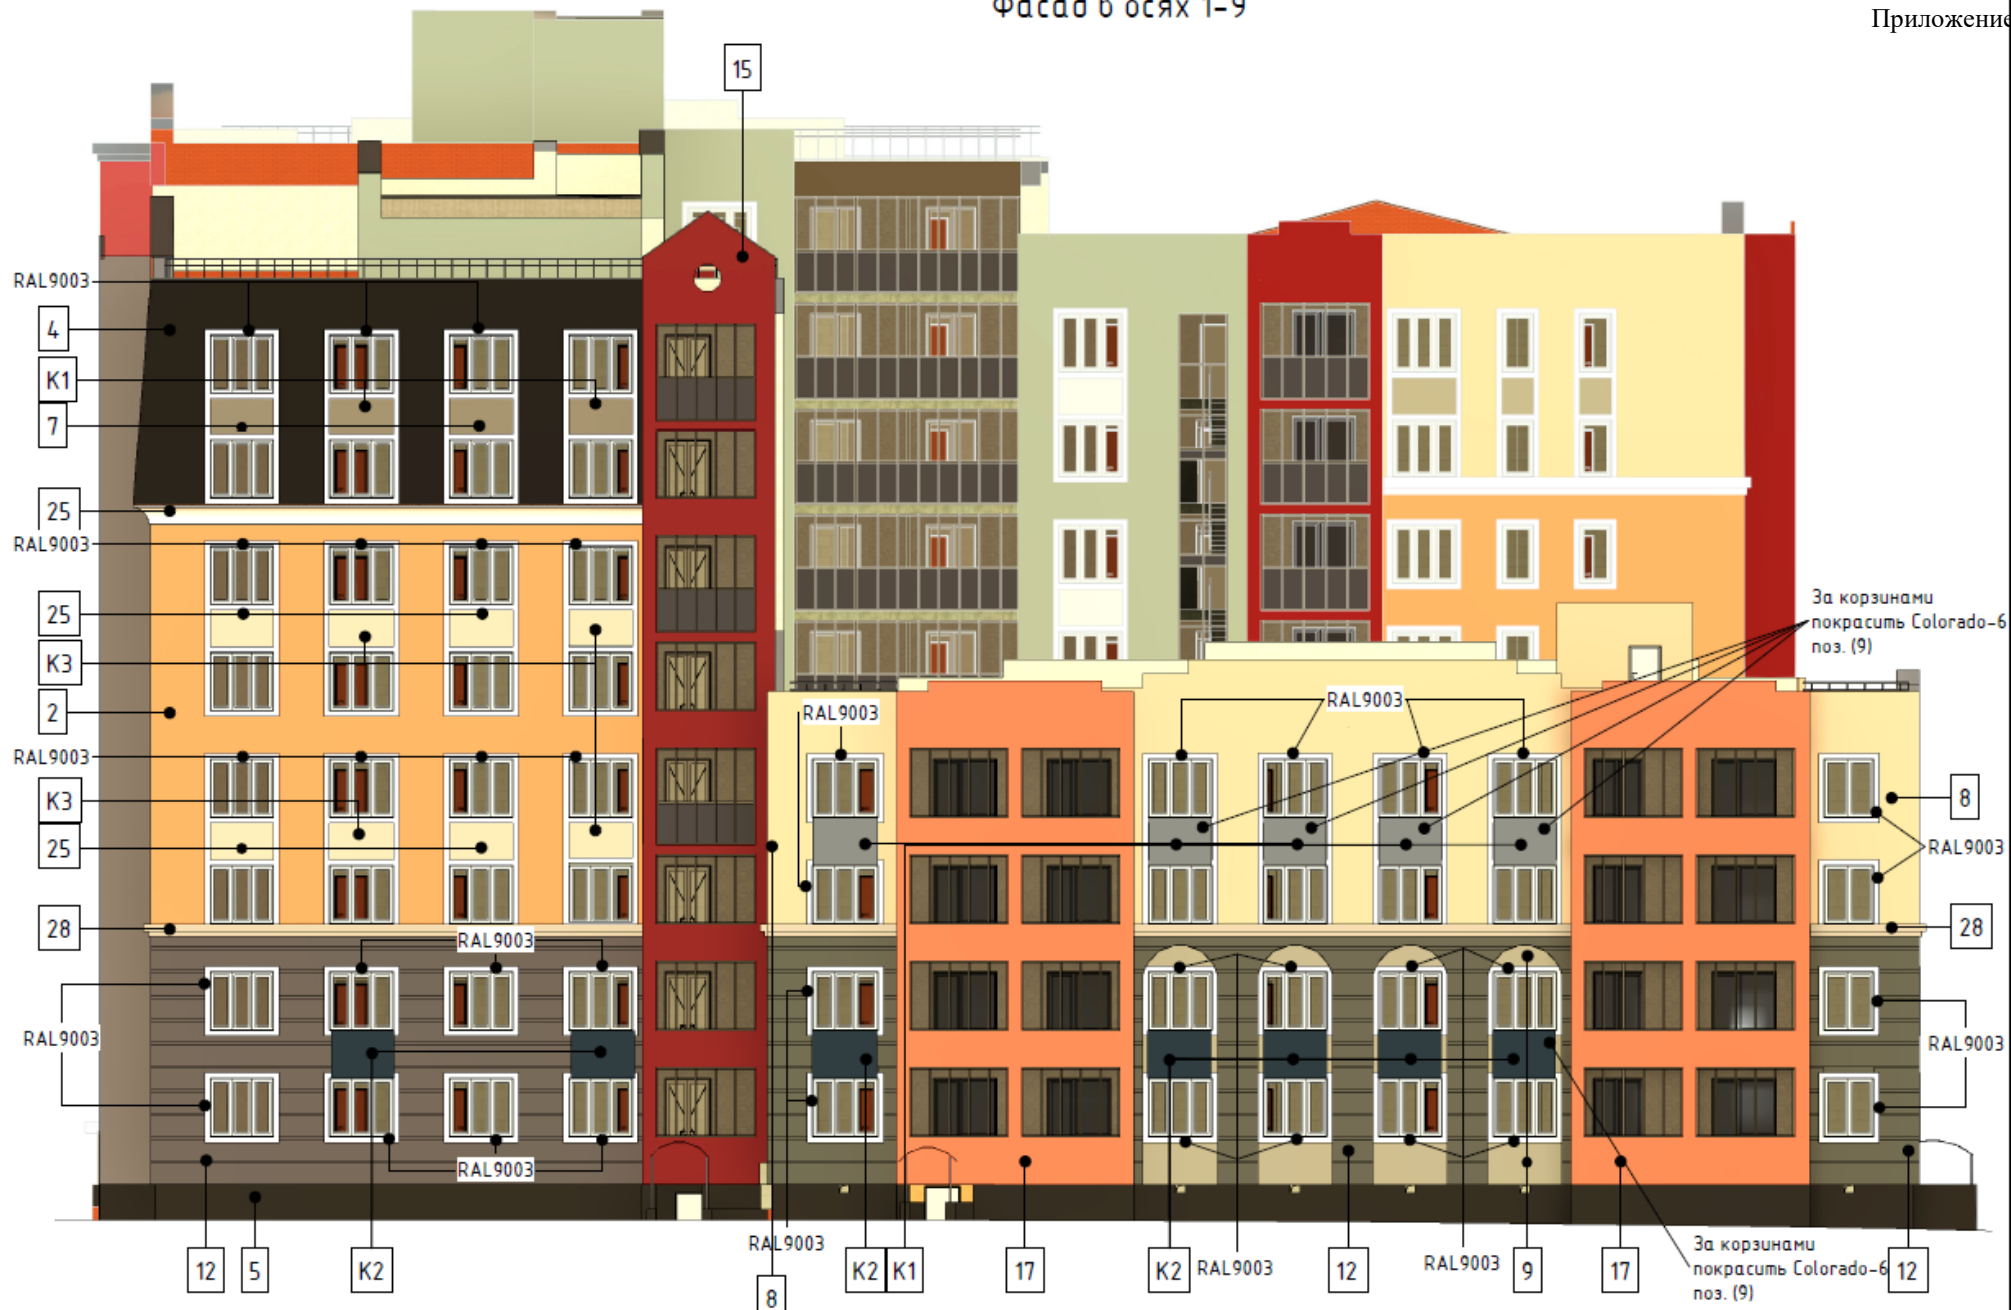 Фасад в осях 1-9
Приложение
15
RAL9003
4
K1
7
25
RAL9003
25
K3
2
RAL9003
K3
25
28
RAL9003
RAL9003
RAL9003
12
5
K2
RAL9003
8
K2
K1
17
K2
RAL9003
12
RAL9003
9
17
За корзинами
покрасить Colorado-6
поз. (9)
12
RAL9003
RAL9003
За корзинами
покрасить Colorado-6
поз. (9)
8
RAL9003
28
RAL9003